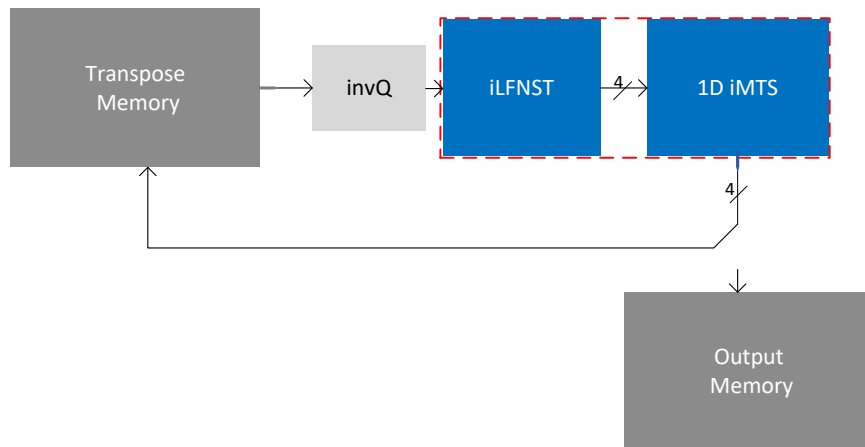 Transpose
Memory
invQ
iLFNST
4
1D iMTS
4
Output
Memory